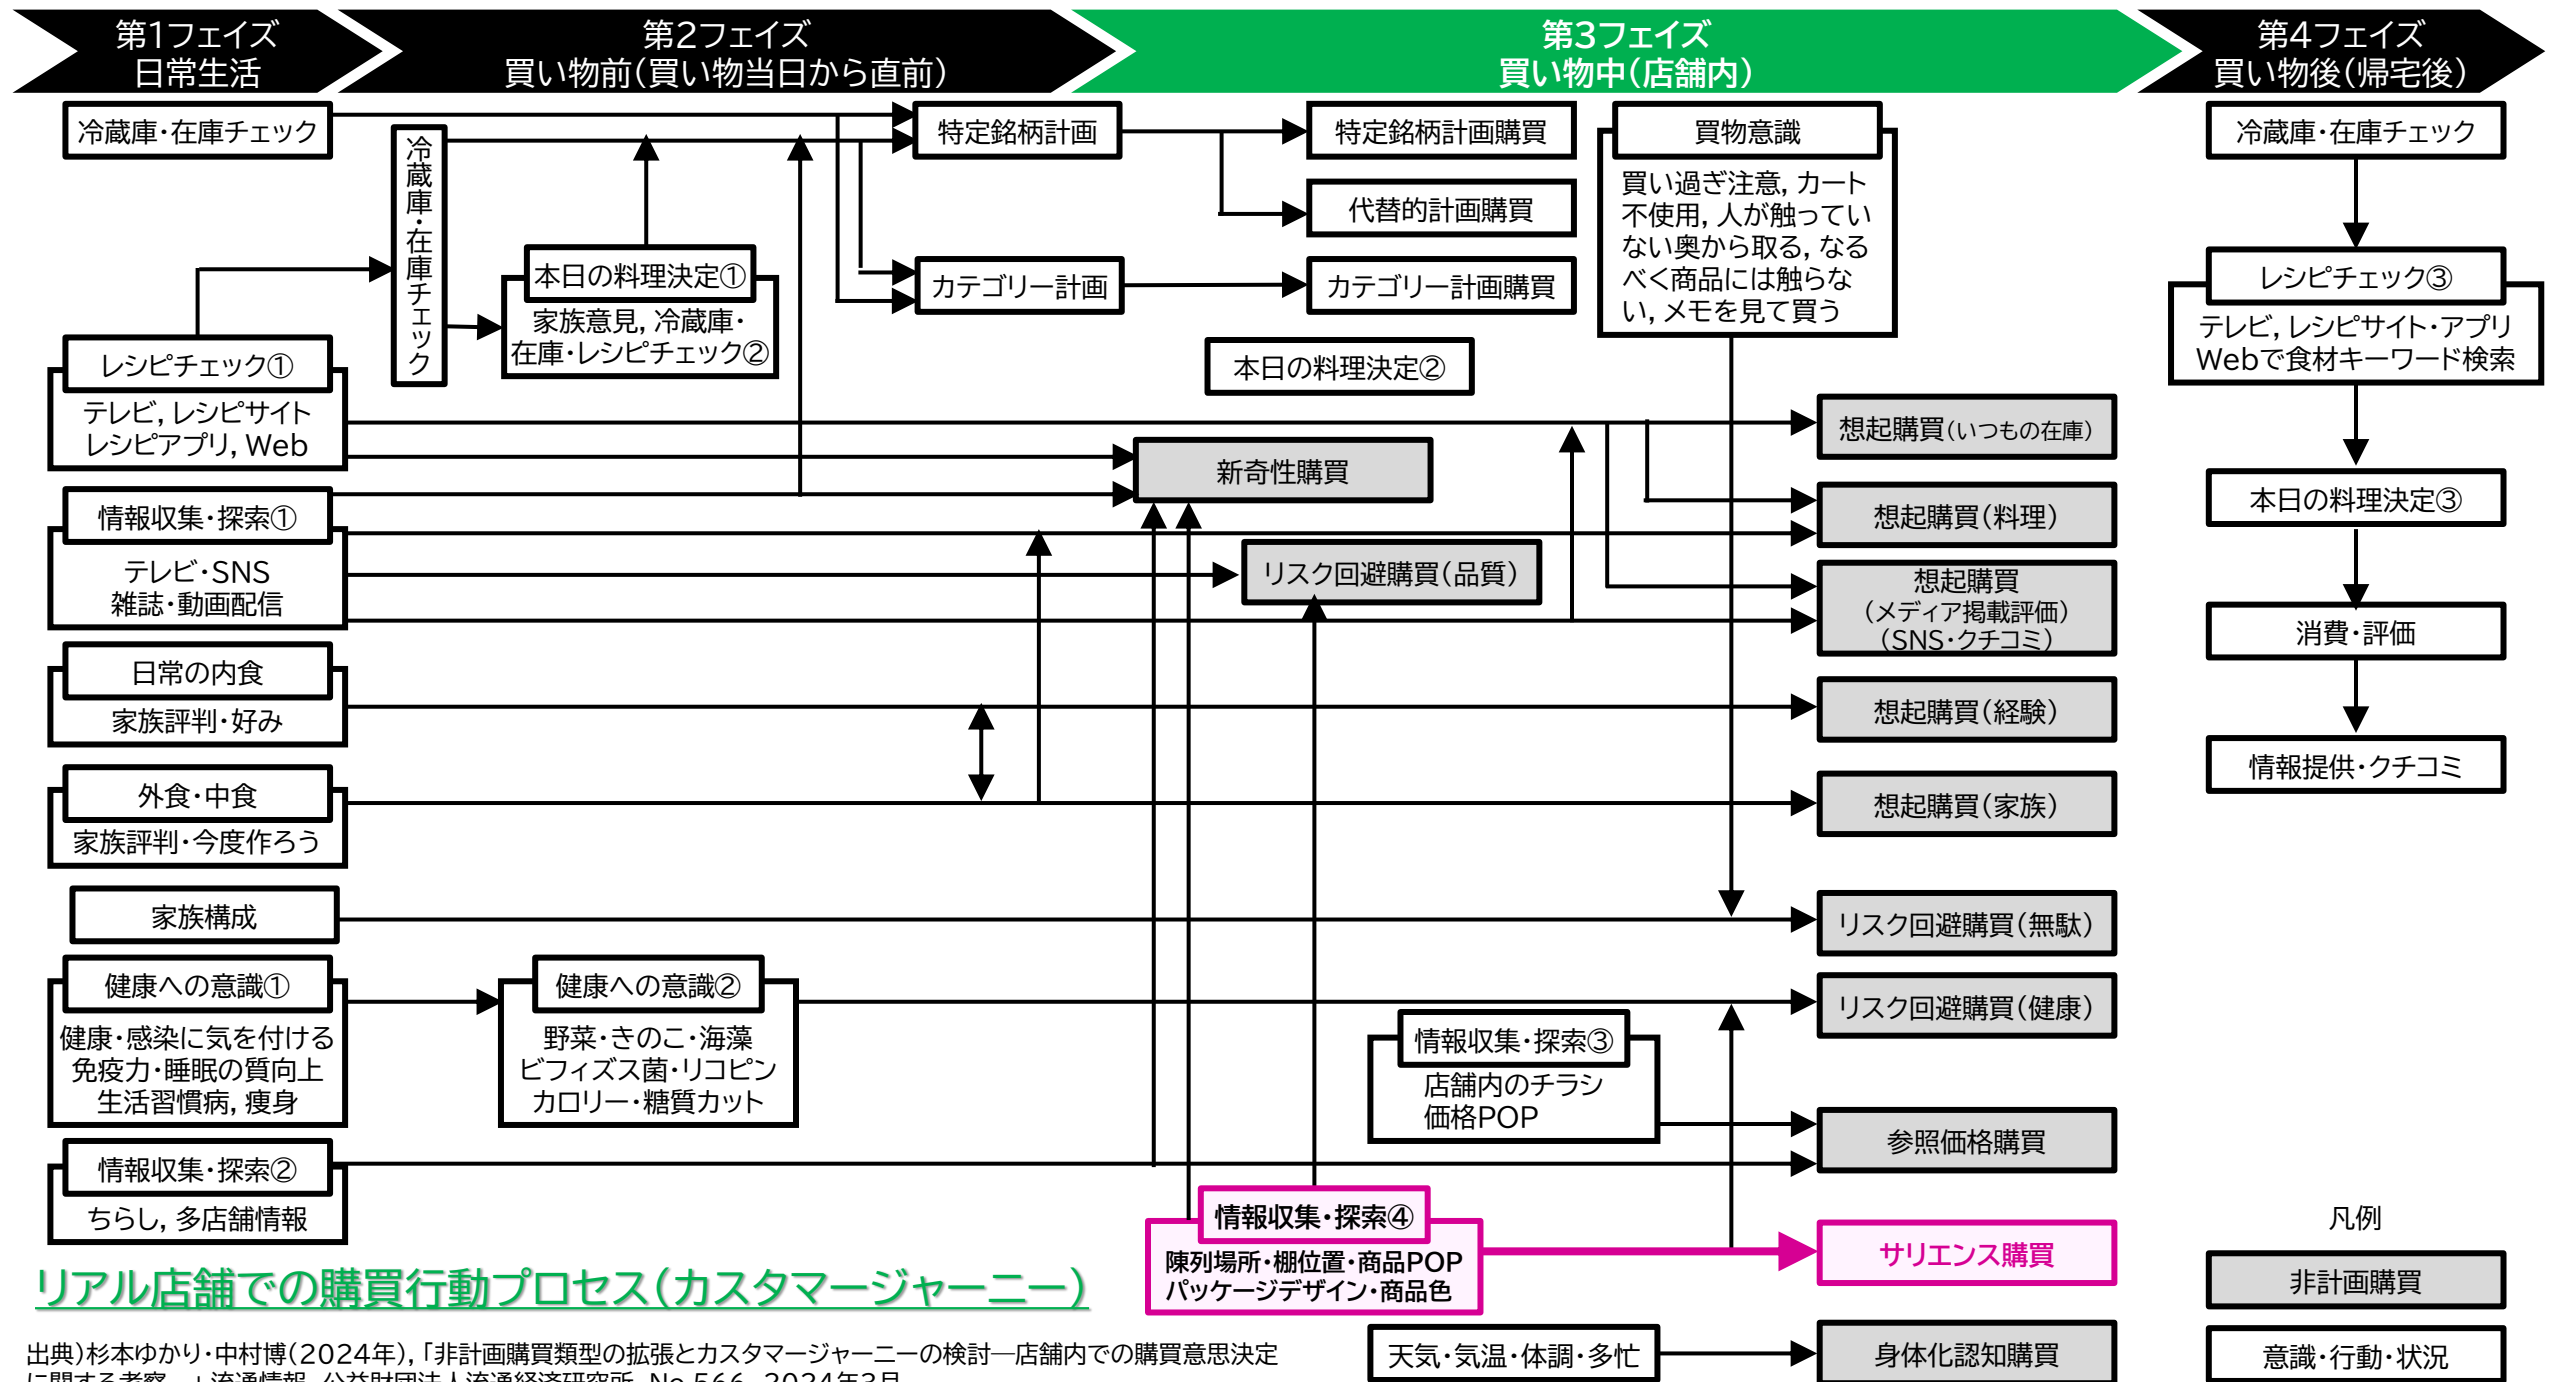 第1フェイズ
日常生活
第2フェイズ
買い物前(買い物当日から直前)
第3フェイズ
買い物中(店舗内)
第4フェイズ
買い物後(帰宅後)
冷蔵庫・在庫チェック
レシピチェック①
テレビ, レシピサイト
レシピアプリ, Web
情報収集・探索①
テレビ・SNS
雑誌・動画配信
日常の内食
家族評判・好み
外食・中食
家族評判・今度作ろう
家族構成
健康への意識①
健康・感染に気を付ける
免疫力・睡眠の質向上
生活習慣病, 痩身
情報収集・探索②
ちらし, 多店舗情報
冷蔵庫・在庫チェック
本日の料理決定①
家族意見, 冷蔵庫・
在庫・レシピチェック②
健康への意識②
野菜・きのこ・海藻
ビフィズス菌・リコピン
カロリー・糖質カット
特定銘柄計画
カテゴリー計画
特定銘柄計画購買
代替的計画購買
カテゴリー計画購買
本日の料理決定②
新奇性購買
リスク回避購買(品質)
買物意識
買い過ぎ注意, カート
不使用, 人が触ってい
ない奥から取る, なる
べく商品には触らな
い, メモを見て買う
想起購買(いつもの在庫)
想起購買(料理)
想起購買
(メディア掲載評価)
(SNS・クチコミ)
想起購買(経験)
想起購買(家族)
リスク回避購買(無駄)
リスク回避購買(健康)
情報収集・探索③
店舗内のチラシ
価格POP
参照価格購買
情報収集・探索④
陳列場所・棚位置・商品POP
パッケージデザイン・商品色
サリエンス購買
天気・気温・体調・多忙
身体化認知購買
冷蔵庫・在庫チェック
レシピチェック③
テレビ, レシピサイト・アプリ
Webで食材キーワード検索
本日の料理決定③
消費・評価
情報提供・クチコミ
凡例
非計画購買
意識・行動・状況
リアル店舗での購買行動プロセス(カスタマージャーニー)
出典)杉本ゆかり・中村博(2024年), 「非計画購買類型の拡張とカスタマージャーニーの検討―店舗内での購買意思決定
に関する考察―」流通情報, 公益財団法人流通経済研究所, No.566, 2024年3月